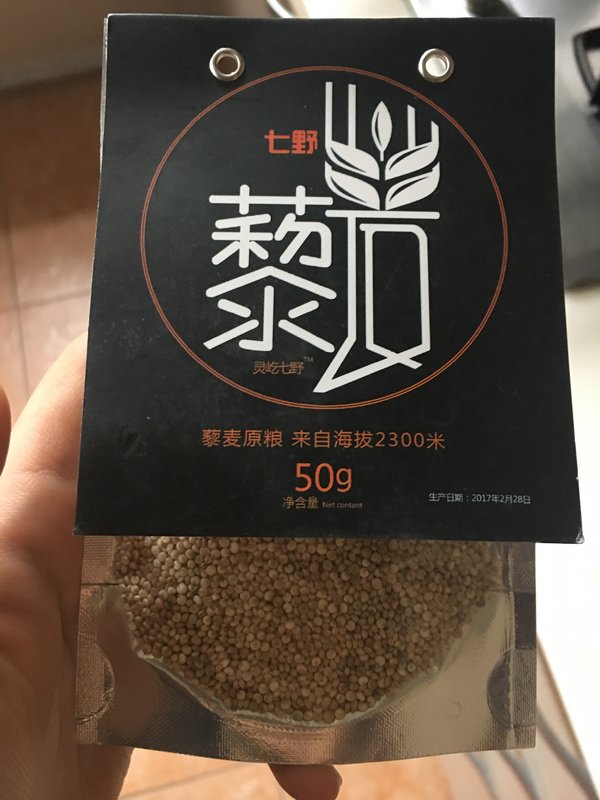 七野
藜
灵屹七野™
藜麦原粮 来自海拔2300米
50g
净含量 Net content
生产日期：2017年2月28日